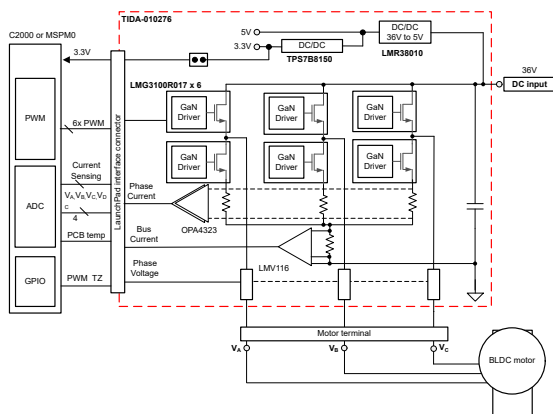 TIDA-010276
C2000 or MSPM0
3.3V
5V
3.3V
DC/DC
TPS7B8150
DC/DC
36V to 5V
LMR38010
36V
DC input
LMG3100R017 x 6
PWM
6x PWM
LaunchPad interface connector
GaN
Driver
GaN
Driver
GaN
Driver
GaN
Driver
GaN
Driver
GaN
Driver
ADC
Current
Sensing
VA,VB,VC,VD
C
4
PCB temp
Phase
Current
OPA4323
Bus
Current
LMV116
Phase
Voltage
GPIO
PWM TZ
Motor terminal
VA
VB
VC
BLDC motor